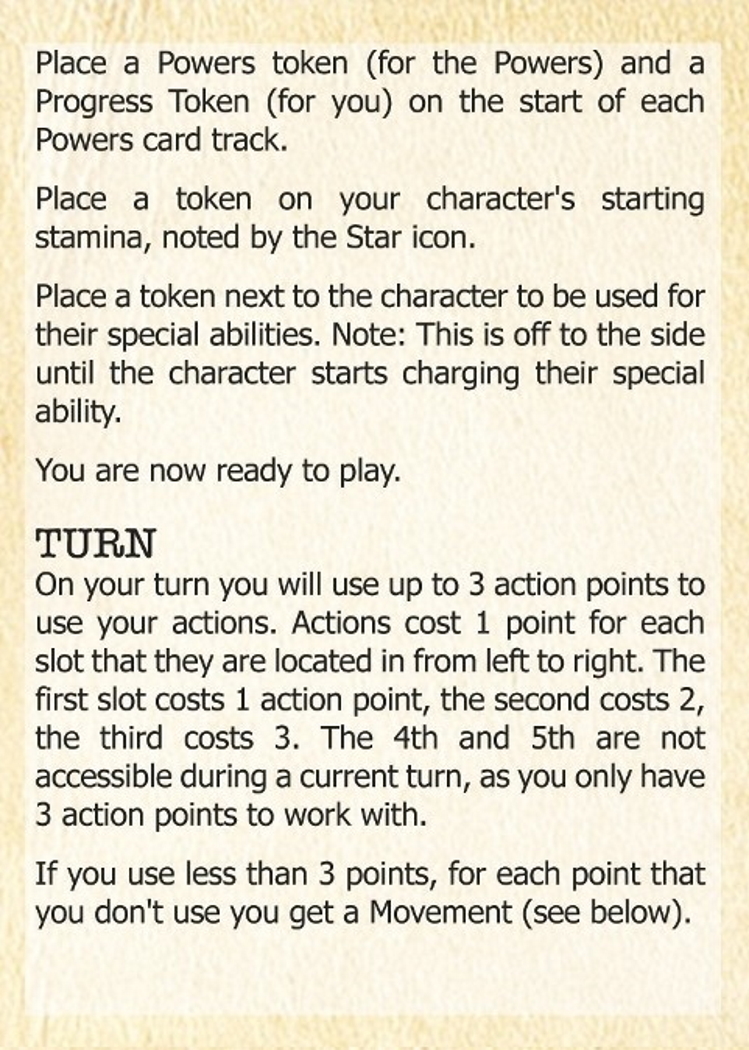 Place a Powers token (for the Powers) and a
Progress Token (for you) on the start of each
Powers card track.
Place a token on your character's starting
stamina, noted by the Star icon.
Place a token next to the character to be used for
their special abilities. Note: This is off to the side
until the character starts charging their special
ability.
You are now ready to play.
TURN
On your turn you will use up to 3 action points to
use your actions. Actions cost 1 point for each
slot that they are located in from left to right. The
first slot costs 1 action point, the second costs 2,
the third costs 3. The 4th and 5th are not
accessible during a current turn, as you only have
3 action points to work with.
If you use less than 3 points, for each point that
you don't use you get a Movement (see below).